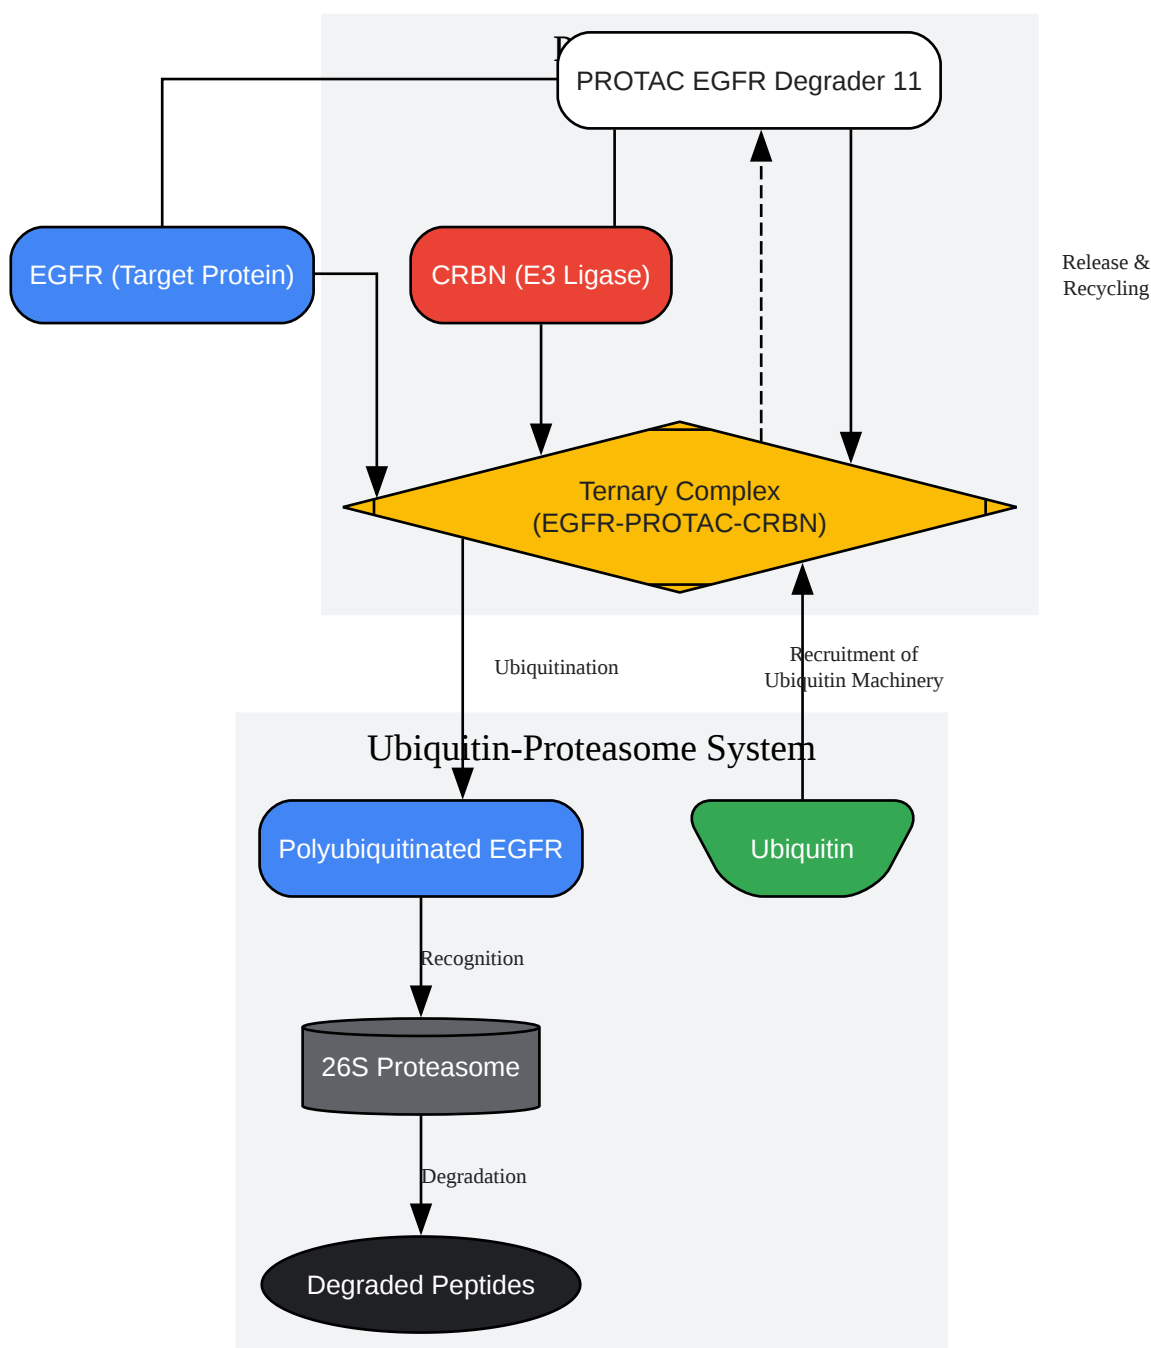 PROTAC EGFR Degrader 11
EGFR (Target Protein)
CRBN (E3 Ligase)
Release &
Recycling
Ternary Complex
(EGFR-PROTAC-CRBN)
Ubiquitination
Recruitment of
Ubiquitin Machinery
Ubiquitin-Proteasome System
Polyubiquitinated EGFR
Ubiquitin
Recognition
26S Proteasome
Degradation
Degraded Peptides